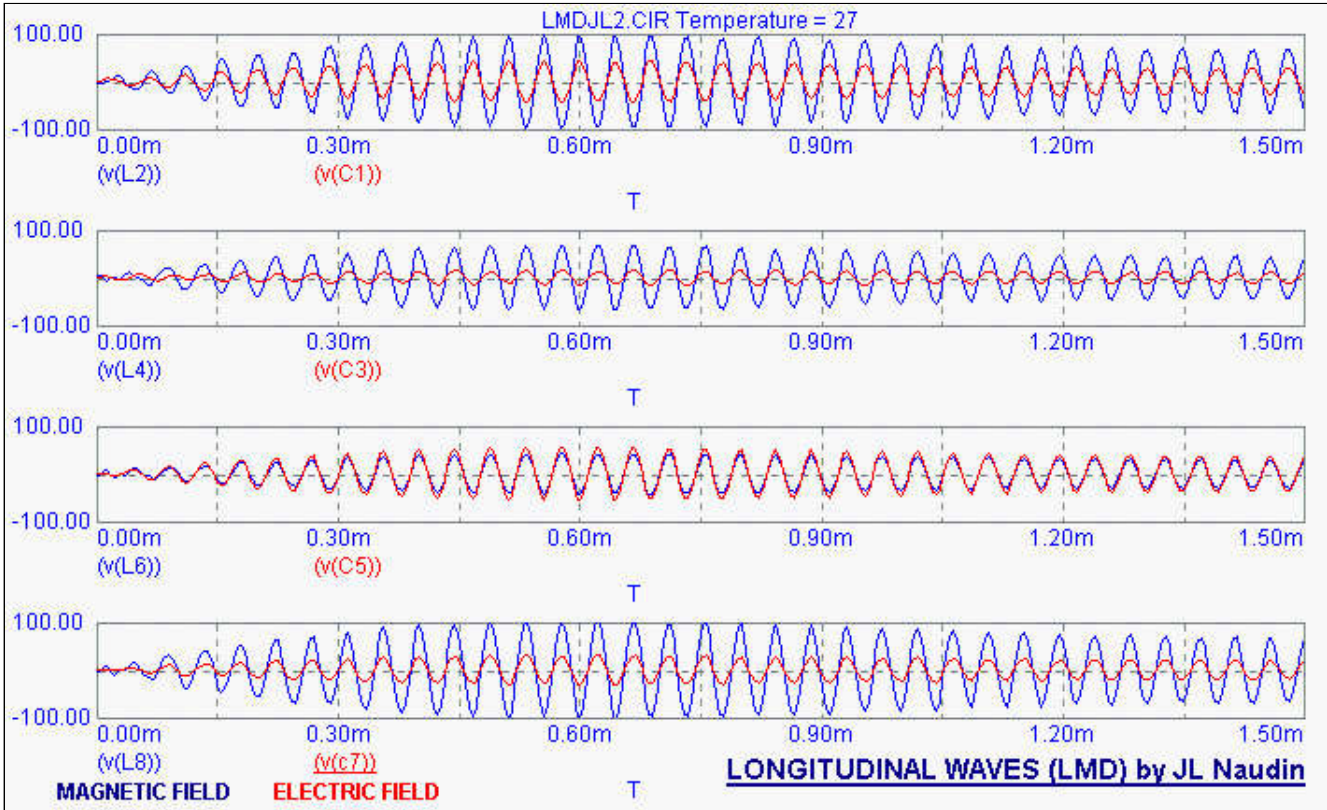 LMDJL2.CIR Temperature = 27
100.00
-100.00
0.00m 0.30m 0.60m 0.90m 1.20m 1.50m
(v(L2)) (v(C1))
T
100.00
-100.00
0.00m 0.30m 0.60m 0.90m 1.20m 1.50m
(v(L4)) (v(C3))
T
100.00
-100.00
0.00m 0.30m 0.60m 0.90m 1.20m 1.50m
(v(L6)) (v(C5))
T
100.00
-100.00
0.00m 0.30m 0.60m 0.90m 1.20m 1.50m
(v(L8)) (v(c7))
LONGITUDINAL WAVES (LMD) by JL Naudin
MAGNETIC FIELD ELECTRIC FIELD T